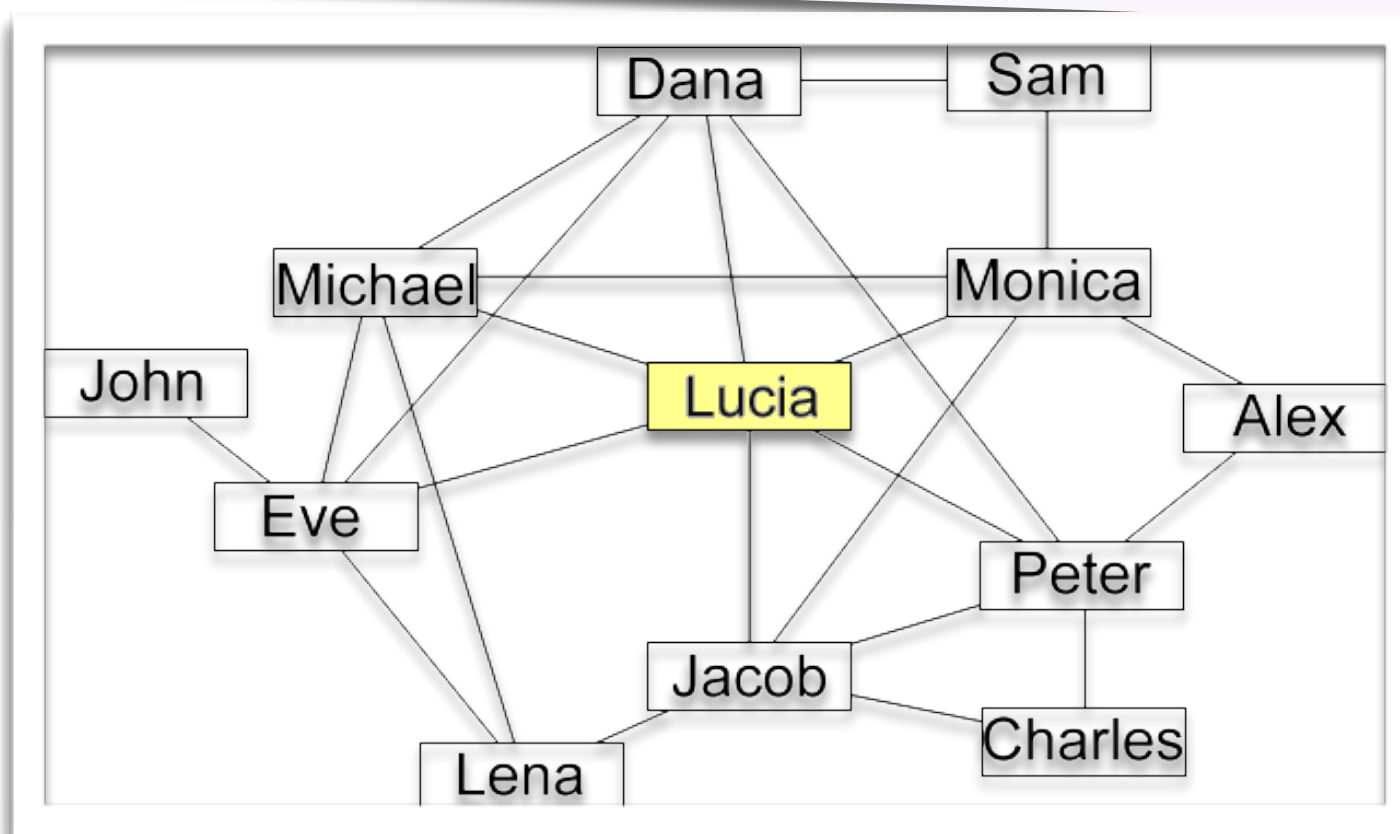 Dana
Sam
Michael
Monica
John
Lucia
Alex
Eve
Peter
Jacob
Charles
Lena